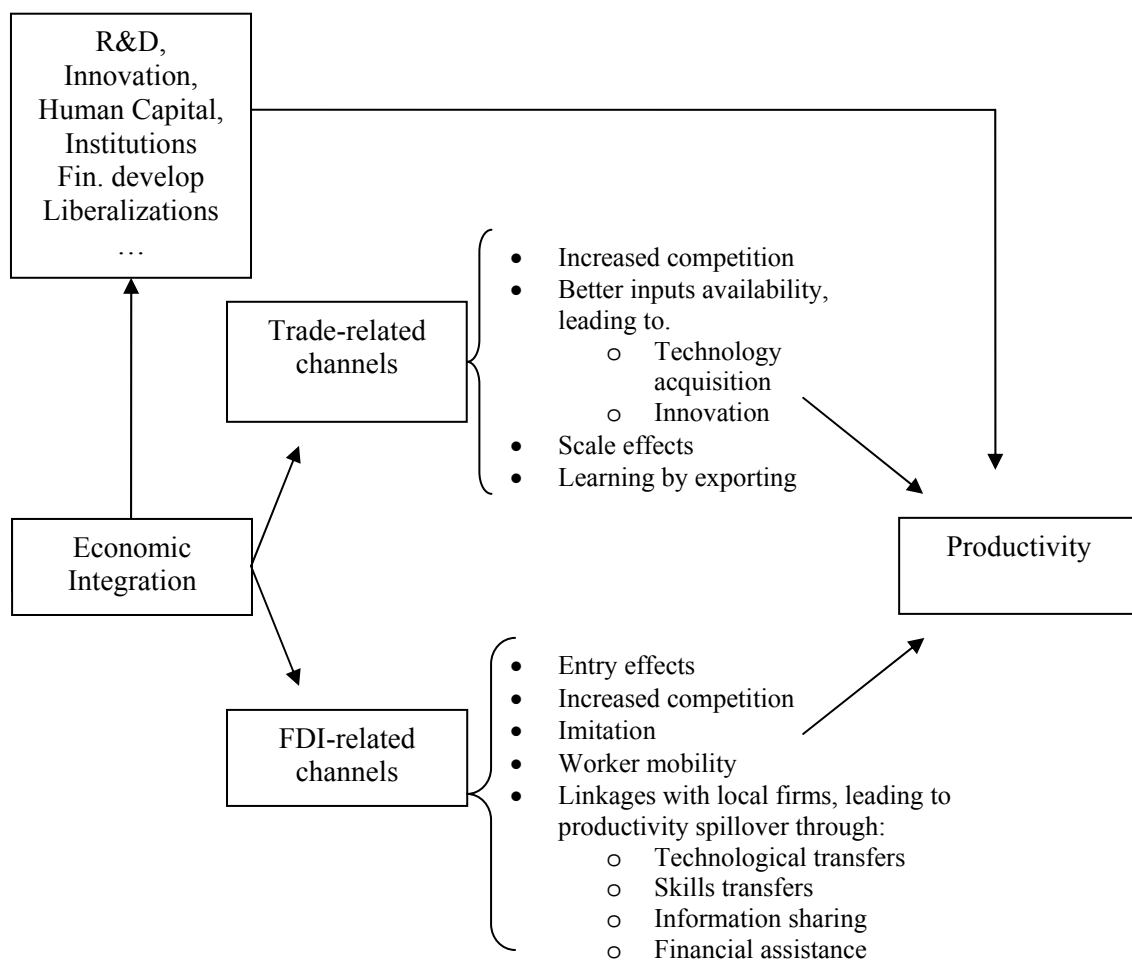 R&D,
Innovation,
Human Capital,
Institutions
Fin. develop
Liberalizations
…
Trade-related
channels
• Increased competition
• Better inputs availability,
leading to.
o Technology
acquisition
o Innovation
• Scale effects
• Learning by exporting
Economic
Integration
Productivity
FDI-related
channels
• Entry effects
• Increased competition
• Imitation
• Worker mobility
• Linkages with local firms, leading to
productivity spillover through:
o Technological transfers
o Skills transfers
o Information sharing
o Financial assistance